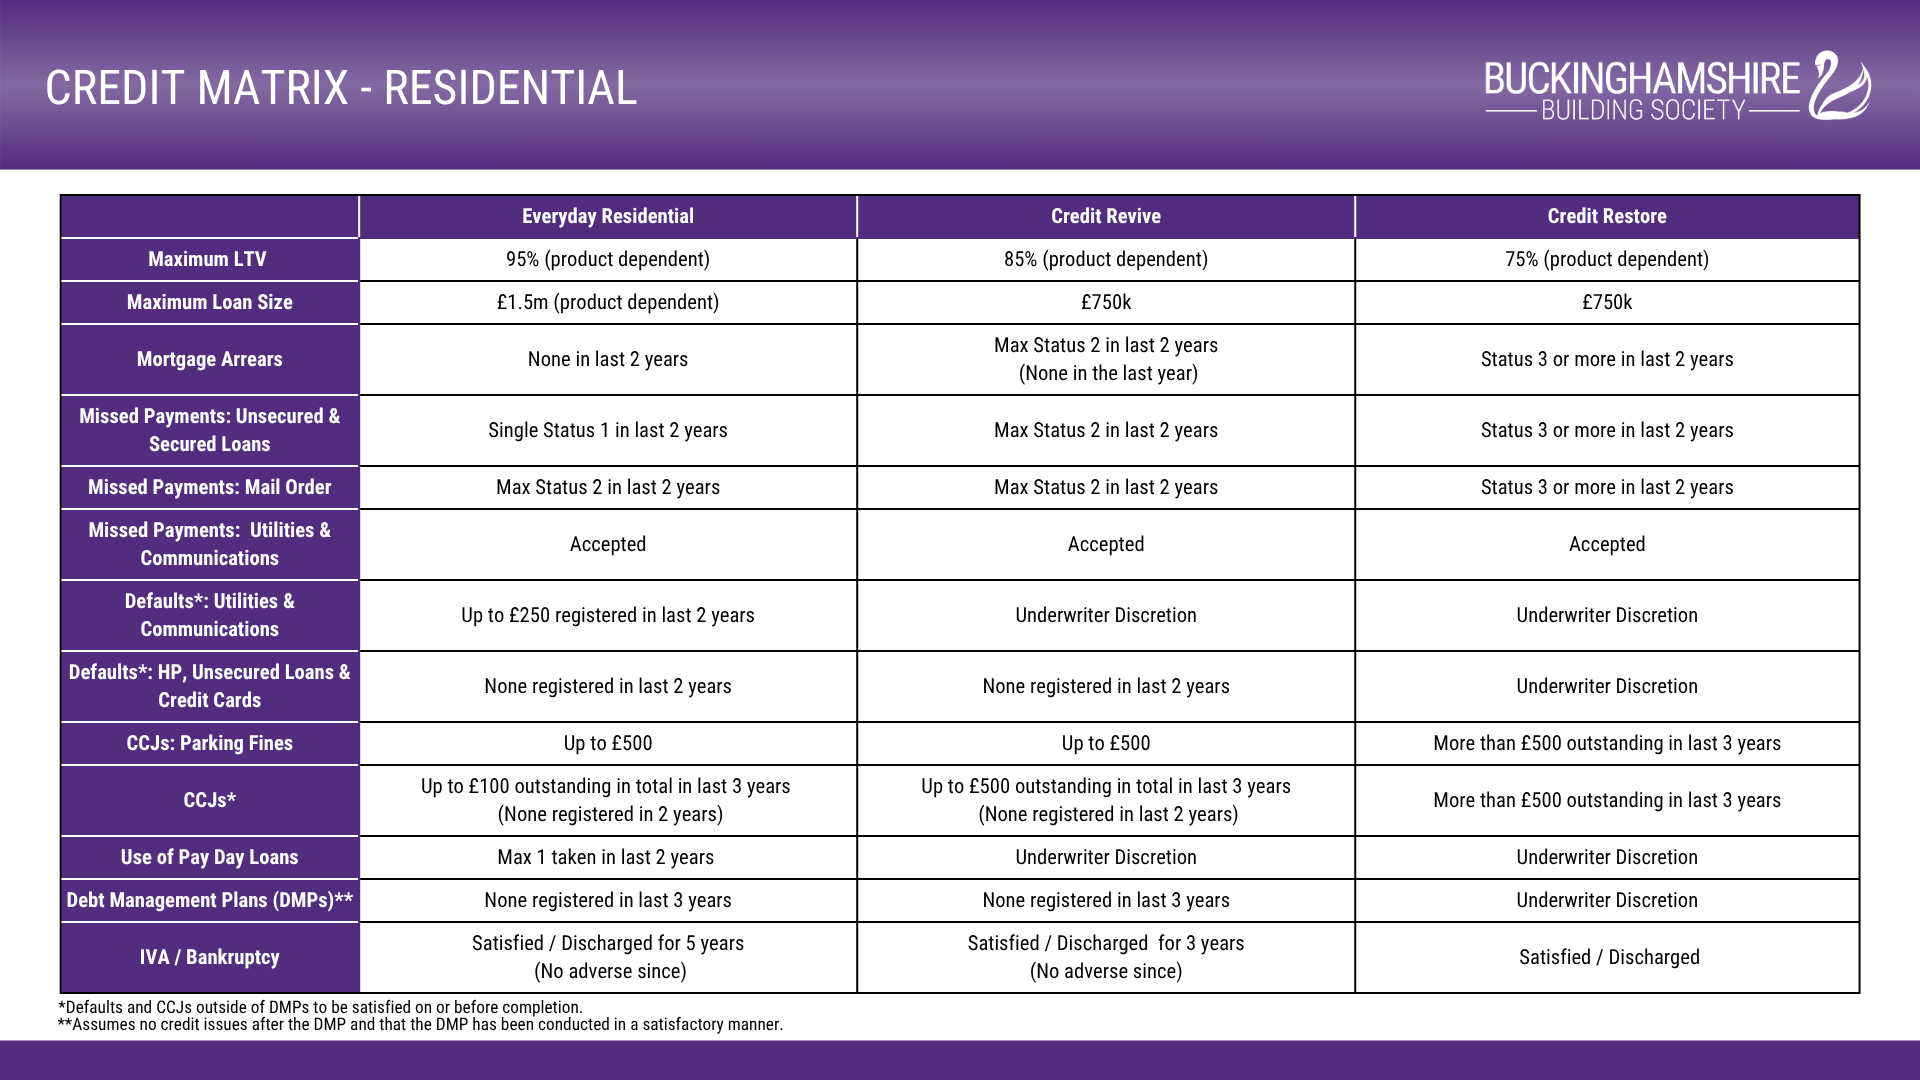 CREDIT MATRIX - RESIDENTIAL
BUCKINGHAMSHIRE
BUILDING SOCIETY
Everyday Residential Credit Revive Credit Restore
Maximum LTV 95% (product dependent) 85% (product dependent) 75% (product dependent)
Maximum Loan Size £1.5m (product dependent) £750k £750k
Mortgage Arrears None in last 2 years Max Status 2 in last 2 years
(None in the last year) Status 3 or more in last 2 years
Missed Payments: Unsecured &
Secured Loans Single Status 1 in last 2 years Max Status 2 in last 2 years Status 3 or more in last 2 years
Missed Payments: Mail Order Max Status 2 in last 2 years Max Status 2 in last 2 years Status 3 or more in last 2 years
Missed Payments:  Utilities &
Communications Accepted Accepted Accepted
Defaults*: Utilities &
Communications Up to £250 registered in last 2 years Underwriter Discretion Underwriter Discretion
Defaults*: HP, Unsecured Loans &
Credit Cards None registered in last 2 years None registered in last 2 years Underwriter Discretion
CCJs: Parking Fines Up to £500 Up to £500 More than £500 outstanding in last 3 years
CCJs* Up to £100 outstanding in total in last 3 years
(None registered in 2 years) Up to £500 outstanding in total in last 3 years
(None registered in last 2 years) More than £500 outstanding in last 3 years
Use of Pay Day Loans Max 1 taken in last 2 years Underwriter Discretion Underwriter Discretion
Debt Management Plans (DMPs)** None registered in last 3 years None registered in last 3 years Underwriter Discretion
IVA / Bankruptcy Satisfied / Discharged for 5 years
(No adverse since) Satisfied / Discharged  for 3 years
(No adverse since) Satisfied / Discharged
*Defaults and CCJs outside of DMPs to be satisfied on or before completion.
**Assumes no credit issues after the DMP and that the DMP has been conducted in a satisfactory manner.